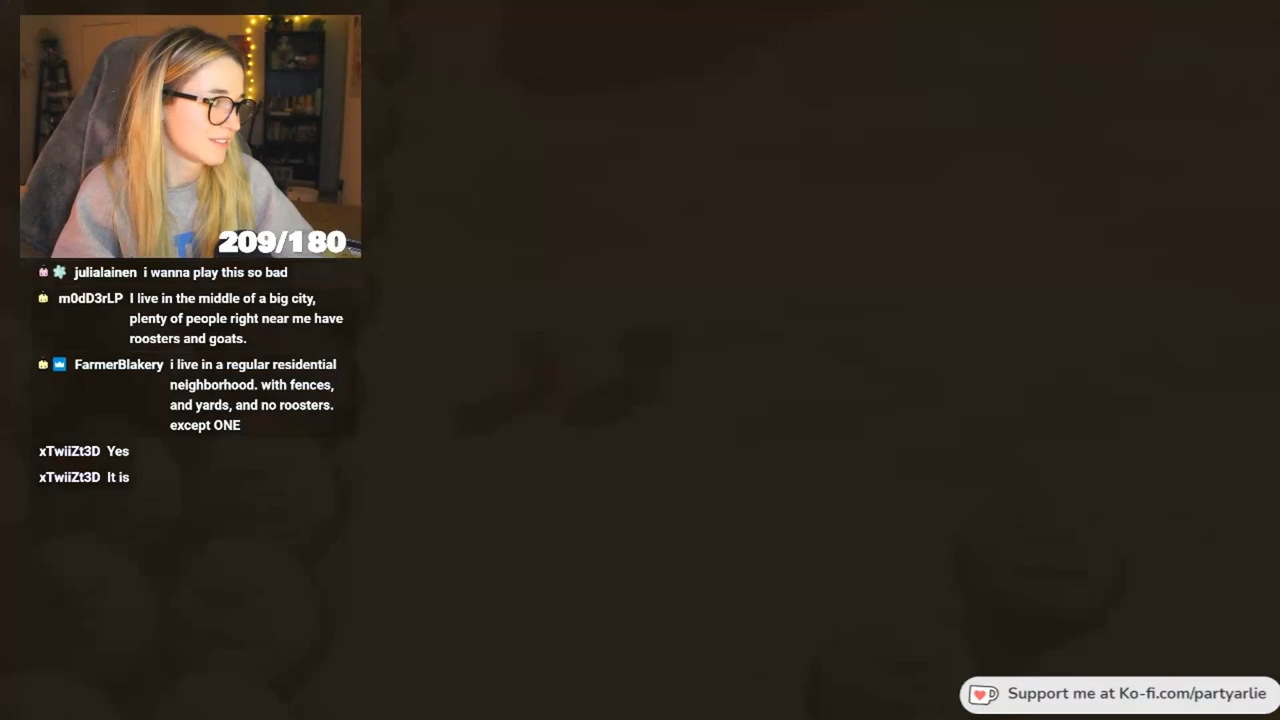 209/180
julialainen i wanna play this so bad
m0dD3rLP I live in the middle of a big city,
plenty of people right near me have
roosters and goats.
FarmerBlakery i live in a regular residential
neighborhood. with fences,
and yards, and no roosters.
except ONE
xTwiiZt3D Yes
xTwiiZt3D It is
Support me at Ko-fi.com/partyarlie